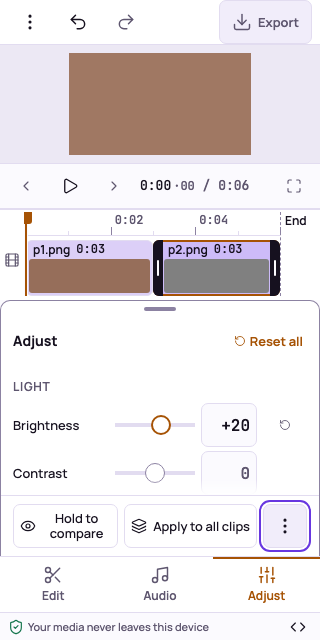 Export
0:00·00 / 0:06
0:02 0:04 End
p1.png 0:03 p2.png 0:03
Adjust
Reset all
LIGHT
Brightness +20
Contrast 0
Hold to
compare
Apply to all clips
Edit Audio Adjust
Your media never leaves this device